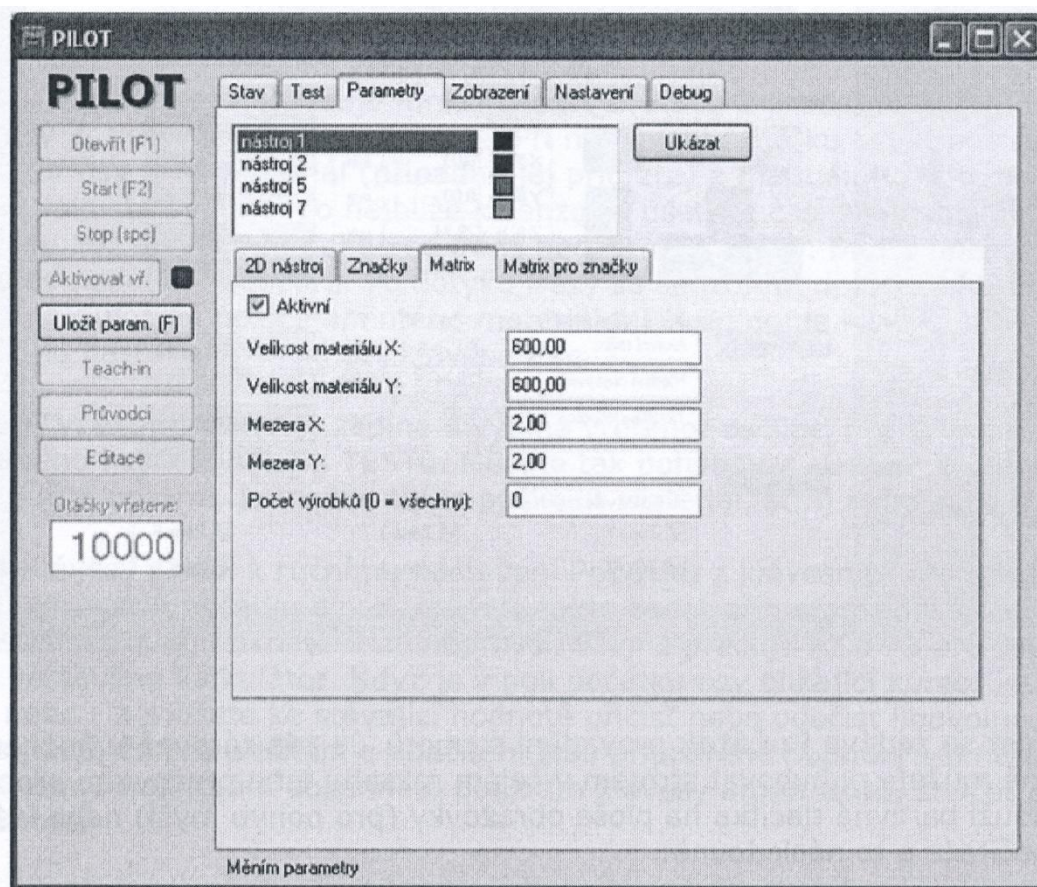 PILOT
PILOT
Otevřít (F1)
Start (F2)
Stop (spc)
Aktivovat vř.
Uložit param. (F)
Teach-in
Průvodci
Editace
Otáčky vřetene:
10000
Stav Test Parametry Zobrazení Nastavení Debug
nástroj 1
nástroj 2
nástroj 5
nástroj 7
Ukázat
2D nástroj Značky Matrix Matrix pro značky
Aktivní
Velikost materiálu X: 600,00
Velikost materiálu Y: 600,00
Mezera X: 2,00
Mezera Y: 2,00
Počet výrobků (0 = všechny): 0
Měním parametry